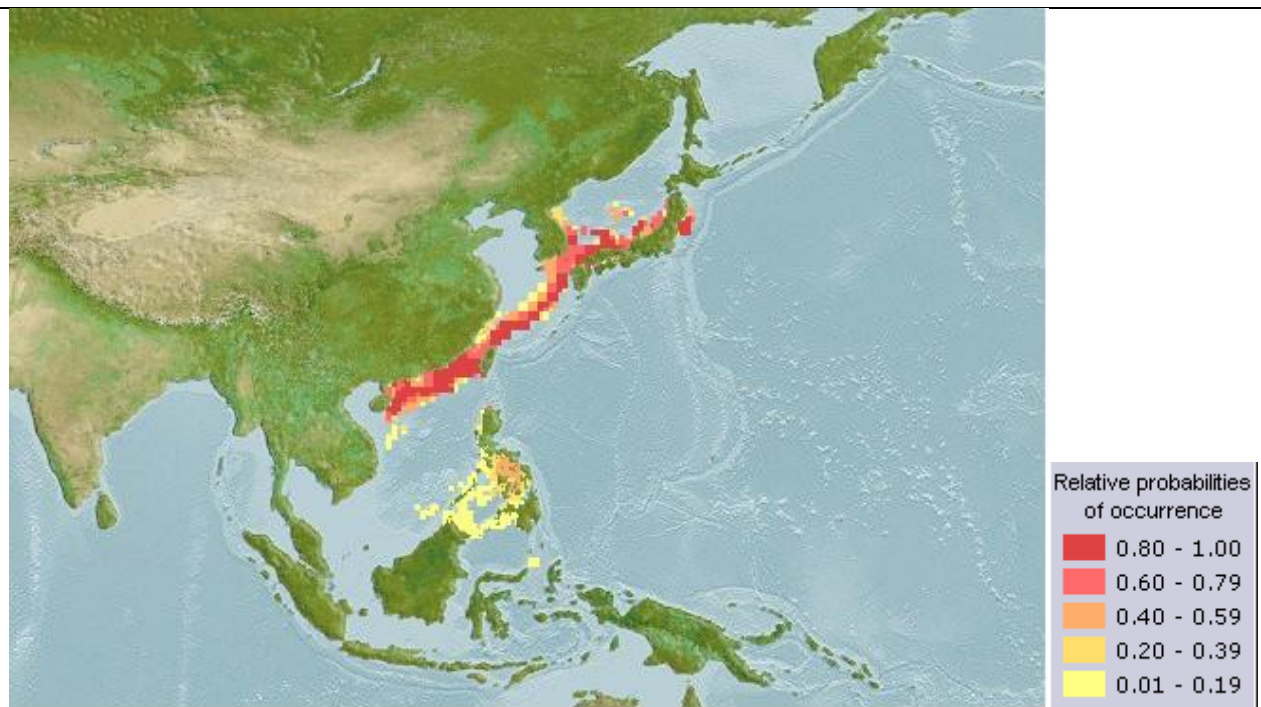 Relative probabilities
of occurrence
0.80 - 1.00
0.60 - 0.79
0.40 - 0.59
0.20 - 0.39
0.01 - 0.19